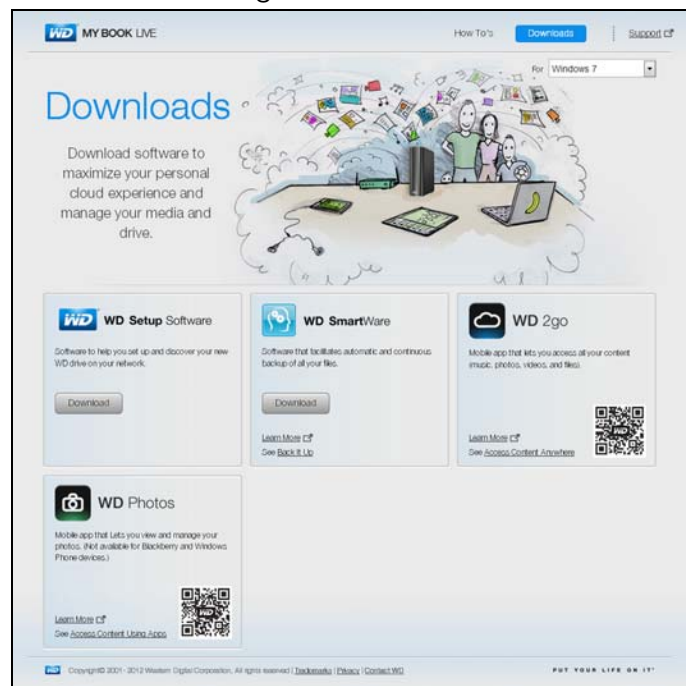 WD MY BOOK LIVE
How To's
Downloads
Support
For Windows 7
Downloads
Download software to
maximize your personal
cloud experience and
manage your media and
drive.
WD WD Setup Software
Software to help you set up and discover your new
WD drive on your network.
Download
WD SmartWare
Software that facilitates automatic and continuous
backup of all your files.
Download
Learn More
See Back It Up
WD 2go
Mobile app that lets you access all your content
(music, photos, videos, and files).
Learn More
See Access Content Anywhere
WD
WD Photos
Mobile app that Lets you view and manage your
photos. (Not available for Blackberry and Windows
Phone devices.)
Learn More
See Access Content Using Apps
WD
WD Copyright© 2001 - 2012 Western Digital Corporation, All rights reserved | Trademarks | Privacy | Contact WD
PUT YOUR LIFE ON IT®